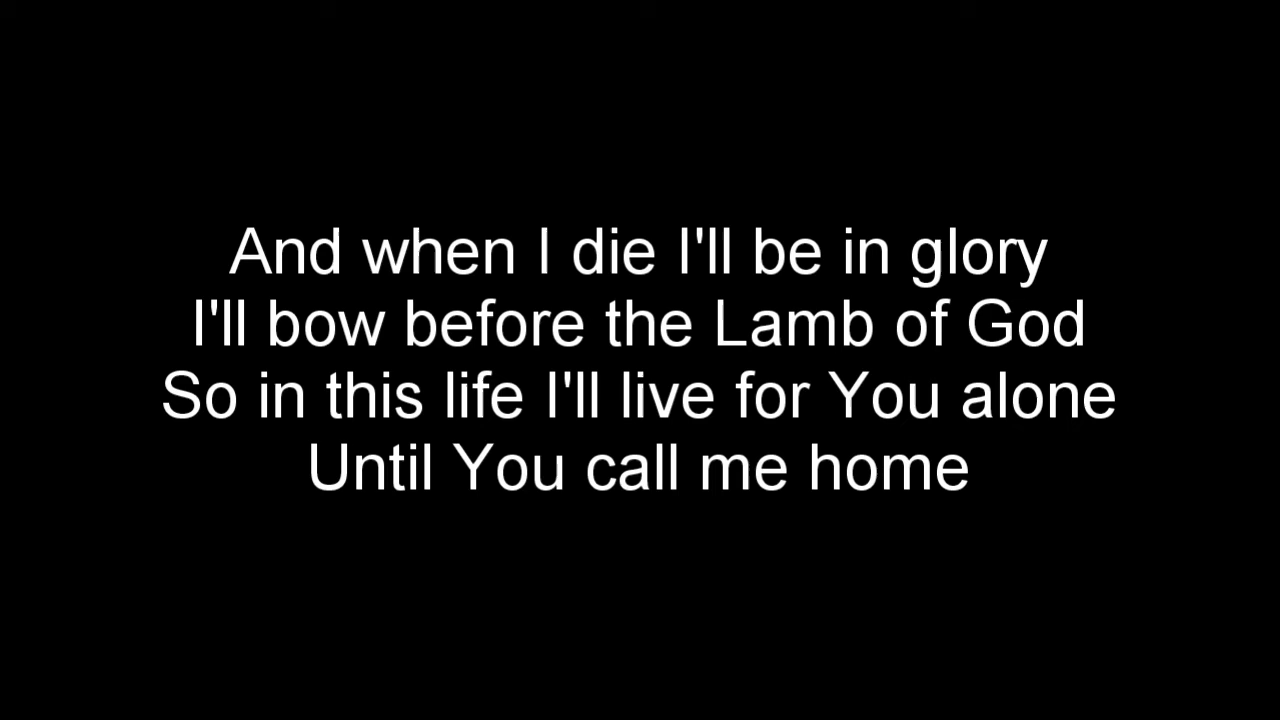 And when I die I'll be in glory
I'll bow before the Lamb of God
So in this life I'll live for You alone
Until You call me home